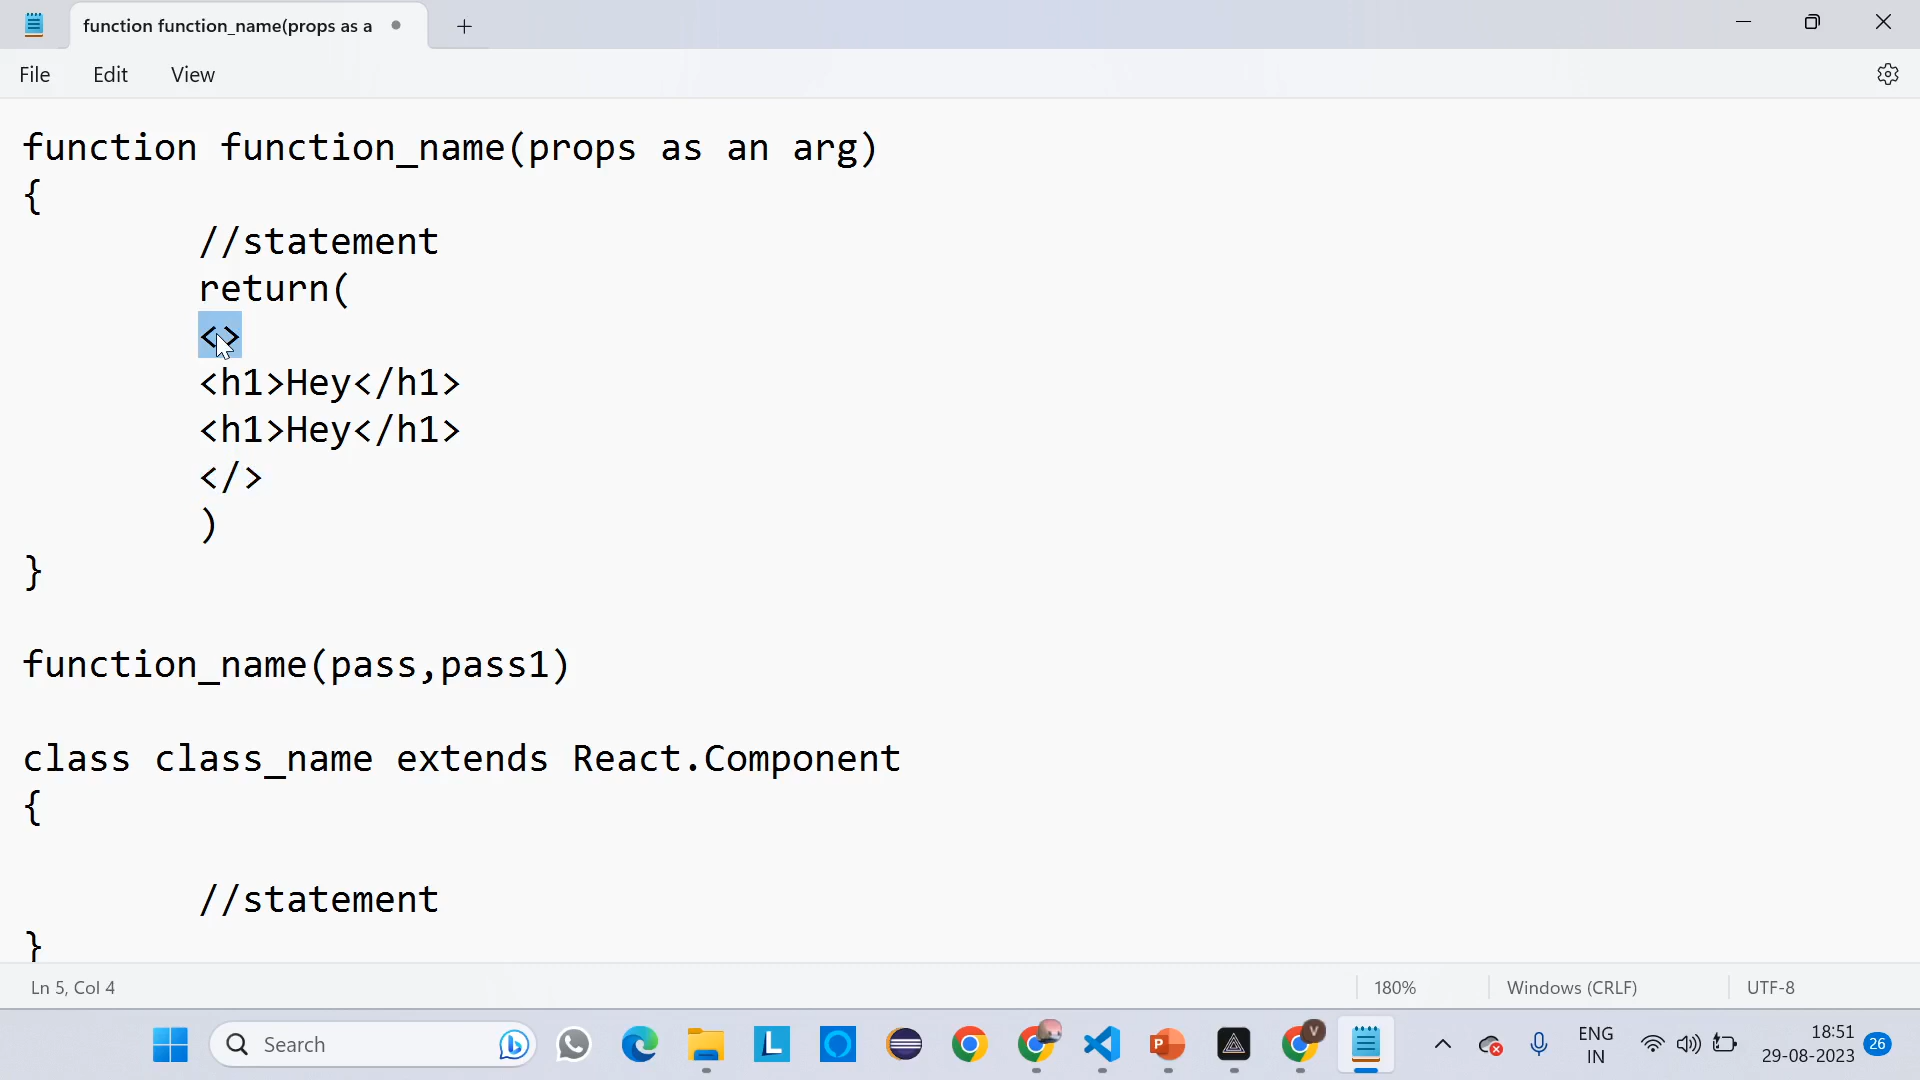 function function_name(props as a
File Edit View
function function_name(props as an arg)
{
//statement
return(
<>
<h1>Hey</h1>
<h1>Hey</h1>
</>
)
}
function_name(pass,pass1)
class class_name extends React.Component
{
//statement
}
Ln 5, Col 4
180%
Windows (CRLF)
UTF-8
Search
L
P
V
ENG
IN
18:51
29-08-2023
26